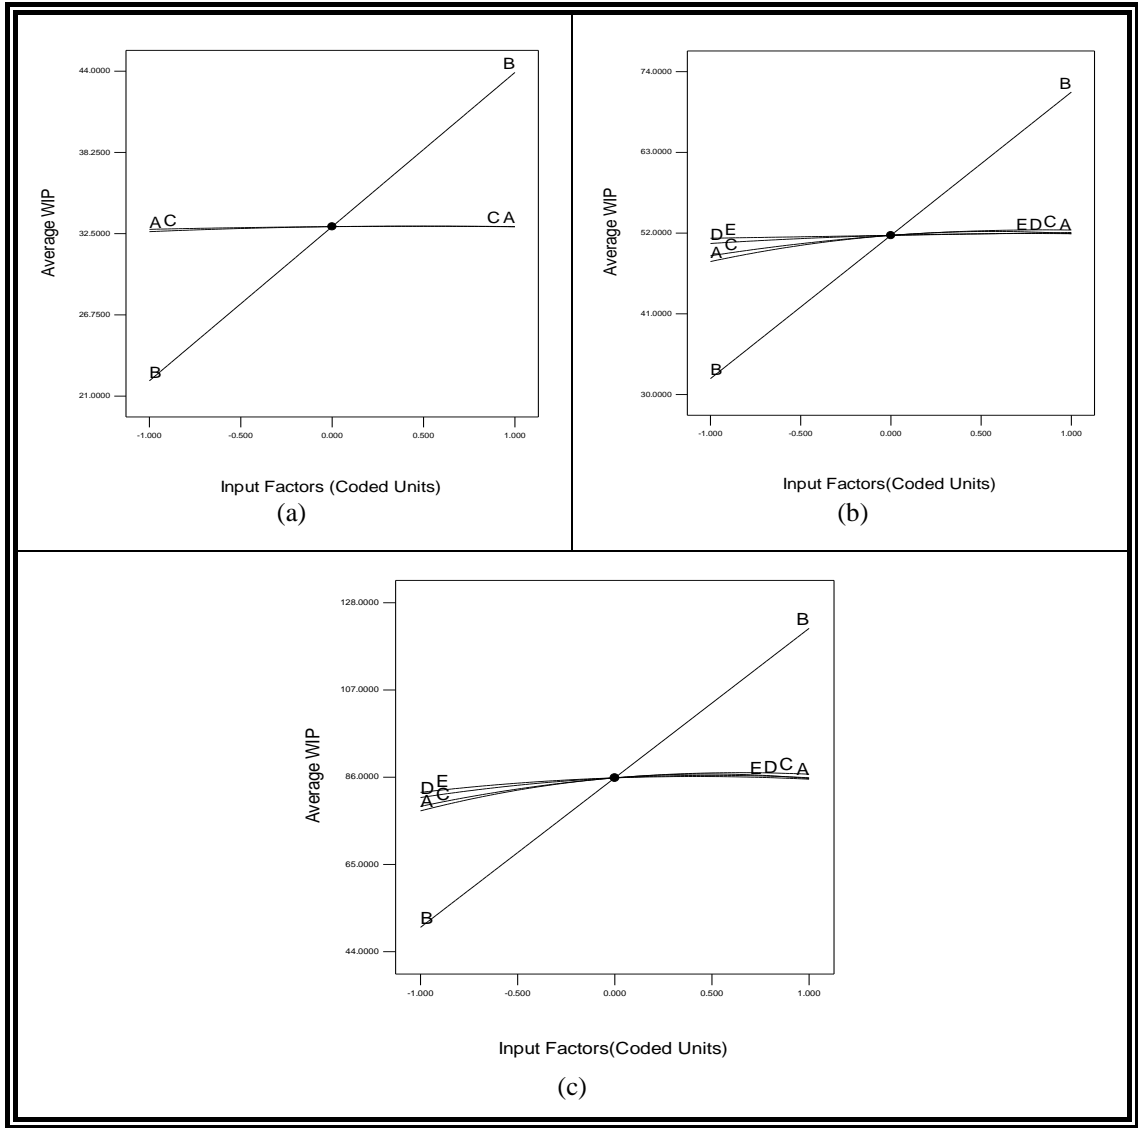 44.0000
38.2500
32.5000
26.7500
21.0000
Average WIP
B
A C
C A
B
-1.000 -0.500 0.000 0.500 1.000
Input Factors (Coded Units)
(a)
74.0000
63.0000
52.0000
41.0000
30.0000
Average WIP
B
D E
A C
E D C A
B
-1.000 -0.500 0.000 0.500 1.000
Input Factors(Coded Units)
(b)
128.0000
107.0000
86.0000
65.0000
44.0000
Average WIP
B
D E
A C
E D C A
B
-1.000 -0.500 0.000 0.500 1.000
Input Factors(Coded Units)
(c)